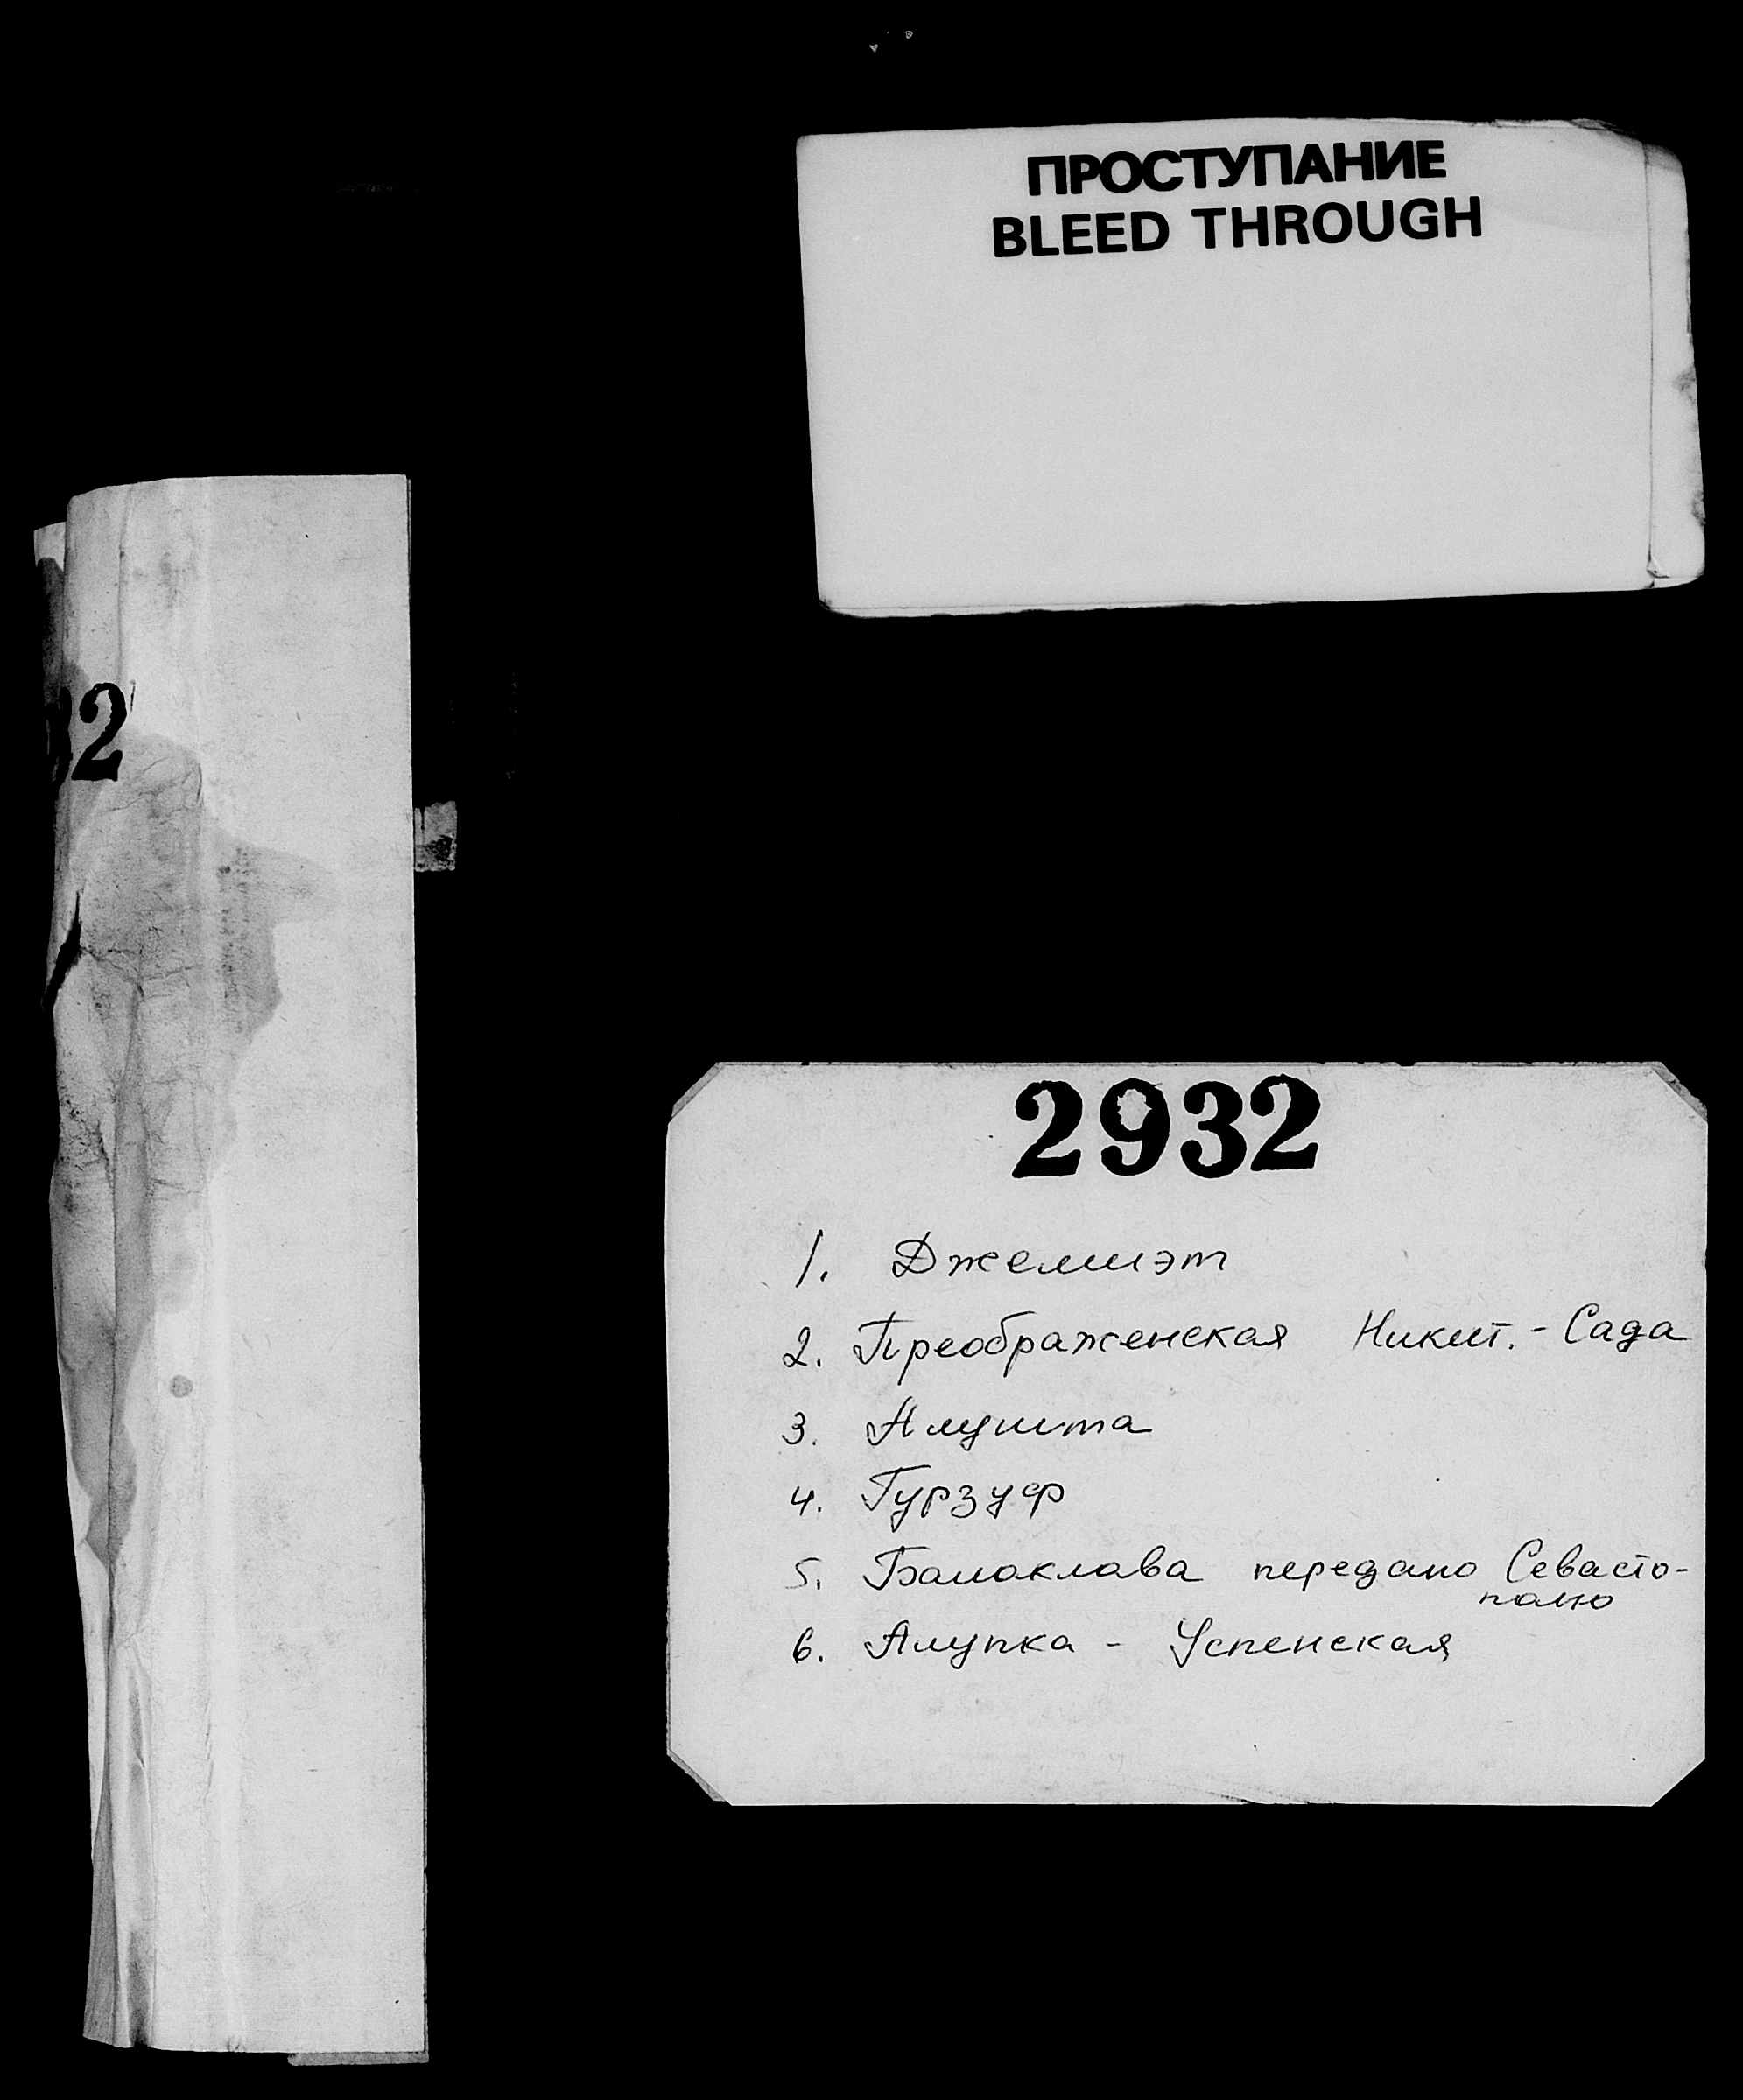 ПРОСТУПАНИЕ
BLEED THROUGH
2
2932
1. Джемиэт
2. Преображенская Никит. - Сада
3. Алушта
4. Гурзуф
5. Балаклава передано Севасто-
полю
6. Алупка - Успенская